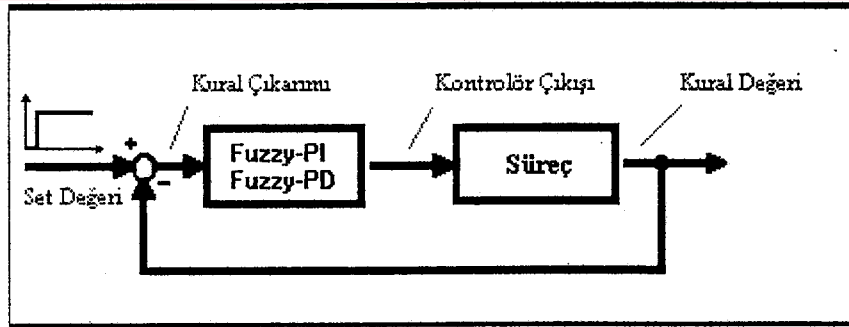 Kural Çıkarımı
Kontrolör Çıkışı
Kural Değeri
+
Fuzzy-PI
Fuzzy-PD
Süreç
−
Set Değeri